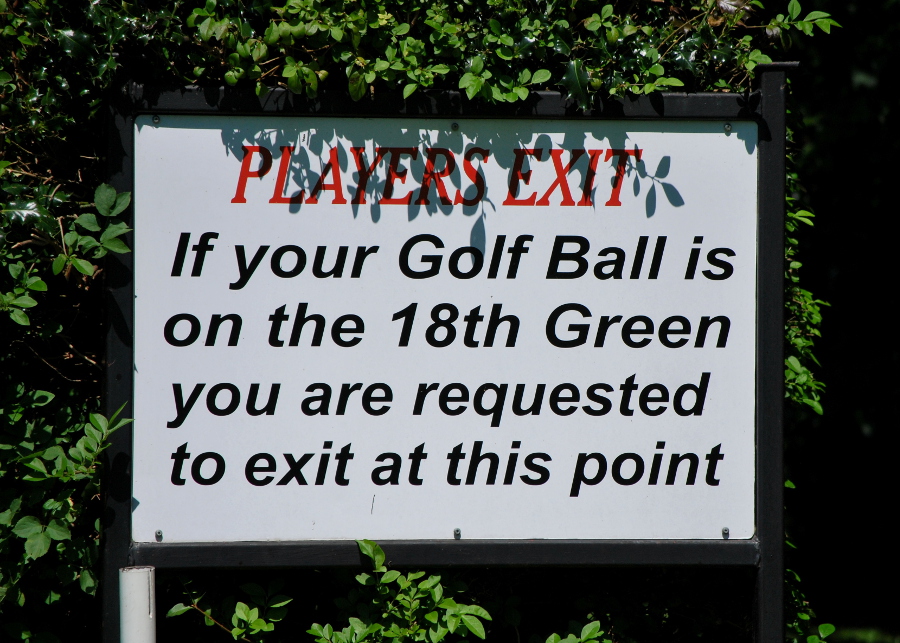 PLAYERS EXIT
If your Golf Ball is
on the 18th Green
you are requested
to exit at this point